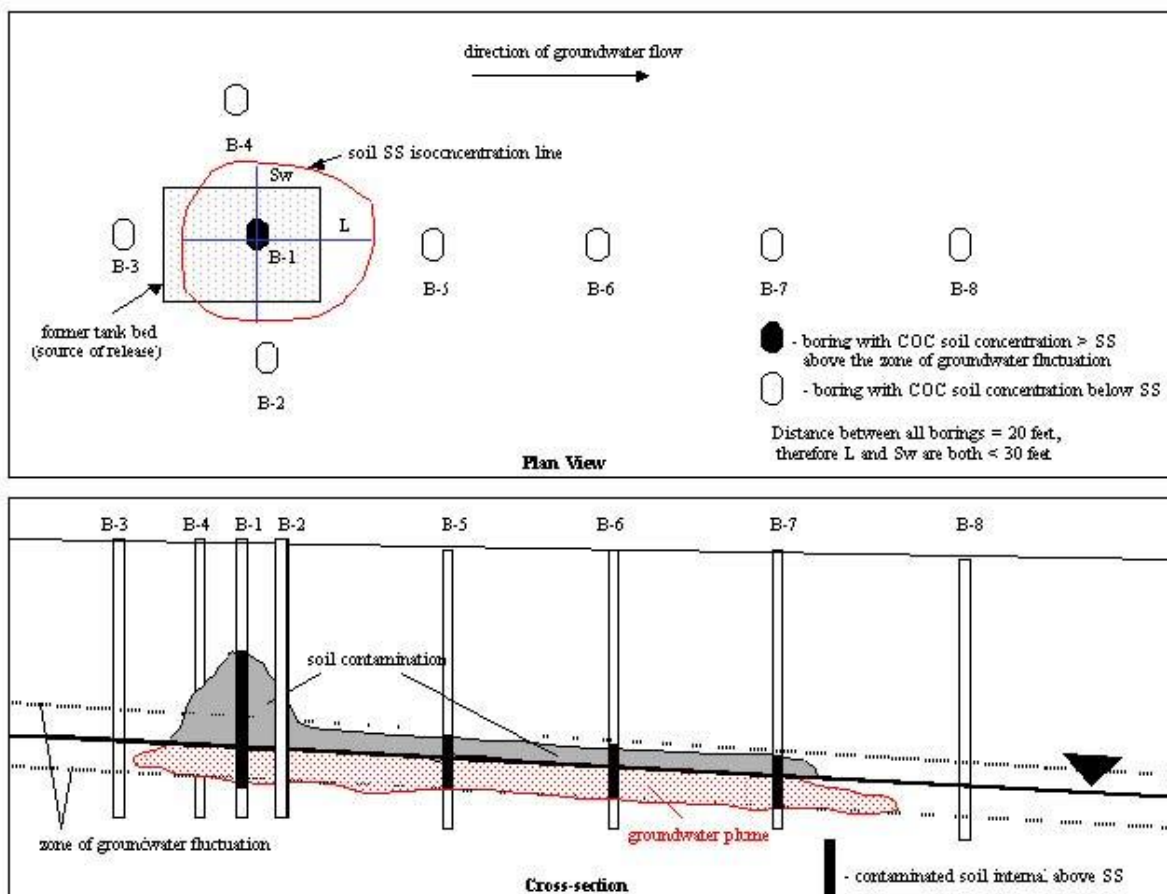 direction of groundwater flow
B-4
soil SS isoconcentration line
Sw
L
B-3
B-1
B-5
B-6
B-7
B-8
former tank bed
(source of release)
B-2
- boring with COC soil concentration > SS
above the zone of groundwater fluctuation
- boring with COC soil concentration below SS
Distance between all borings = 20 feet,
therefore L and Sw are both < 30 feet
Plan View
B-3
B-4
B-1
B-2
B-5
B-6
B-7
B-8
soil contamination
zone of groundwater fluctuation
groundwater plume
- contaminated soil internal above SS
Cross-section